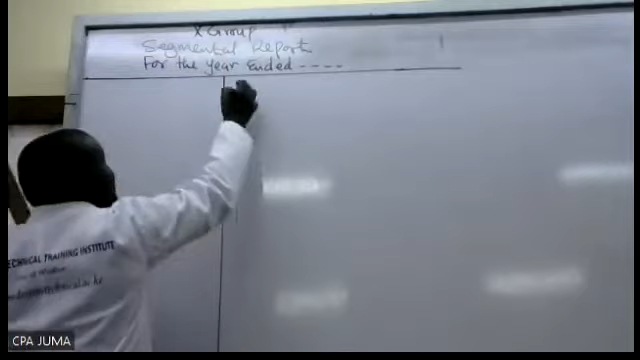 X Group
Segmental Report
For the year Ended ----
TECHNICAL TRAINING INSTITUTE
CPA JUMA